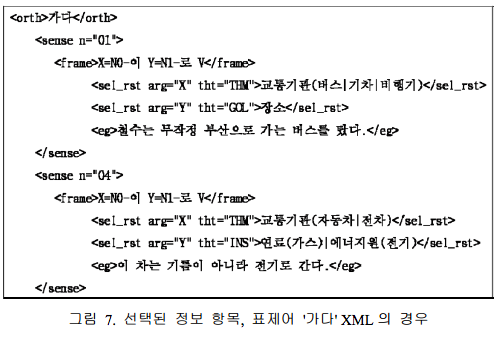 <orth>가다</orth>
<sense n="01">
<frame>X=N0-이 Y=N1-로 V</frame>
<sel_rst arg="X" tht="THM">교통기관(버스|기차|비행기)</sel_rst>
<sel_rst arg="Y" tht="GOL">장소</sel_rst>
<eg>철수는 무작정 부산으로 가는 버스를 탔다.</eg>
</sense>
<sense n="04">
<frame>X=N0-이 Y=N1-로 V</frame>
<sel_rst arg="X" tht="THM">교통기관(자동차|전차)</sel_rst>
<sel_rst arg="Y" tht="INS">연료(가스)|에너지원(전기)</sel_rst>
<eg>이 차는 기름이 아니라 전기로 간다.</eg>
</sense>
그림 7. 선택된 정보 항목, 표제어 '가다' XML 의 경우